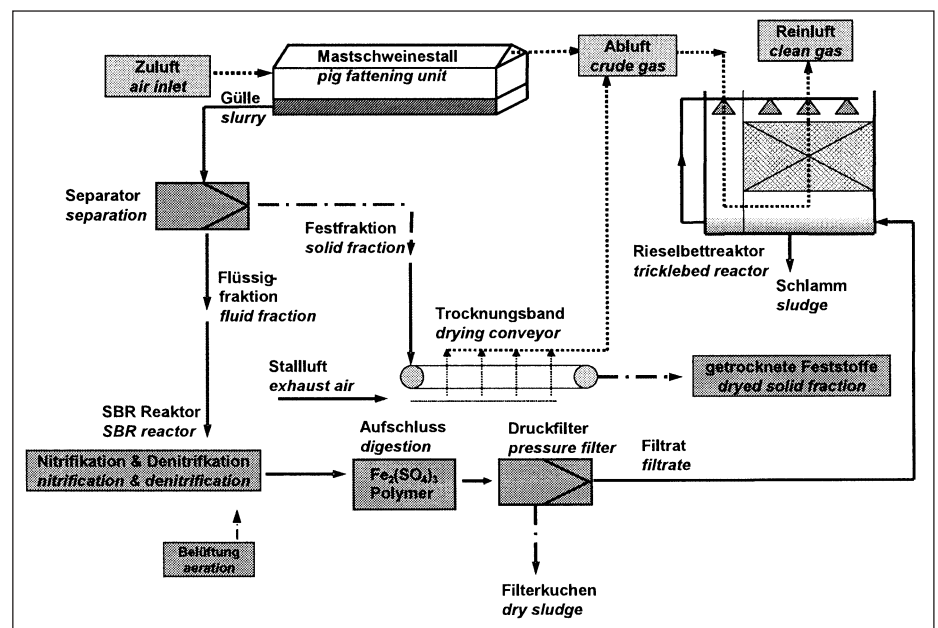 Zuluft
air inlet
Mastschweinestall
pig fattening unit
Abluft
crude gas
Reinluft
clean gas
Gülle
slurry
Separator
separation
Festfraktion
solid fraction
Rieselbettreaktor
tricklebed reactor
Schlamm
sludge
Flüssig-
fraktion
fluid fraction
Trocknungsband
drying conveyor
Stallluft
exhaust air
getrocknete Feststoffe
dryed solid fraction
SBR Reaktor
SBR reactor
Aufschluss
digestion
Druckfilter
pressure filter
Filtrat
filtrate
Nitrifikation & Denitrifkation
nitrification & denitrification
Fe₂(SO₄)₃
Polymer
Belüftung
aeration
Filterkuchen
dry sludge